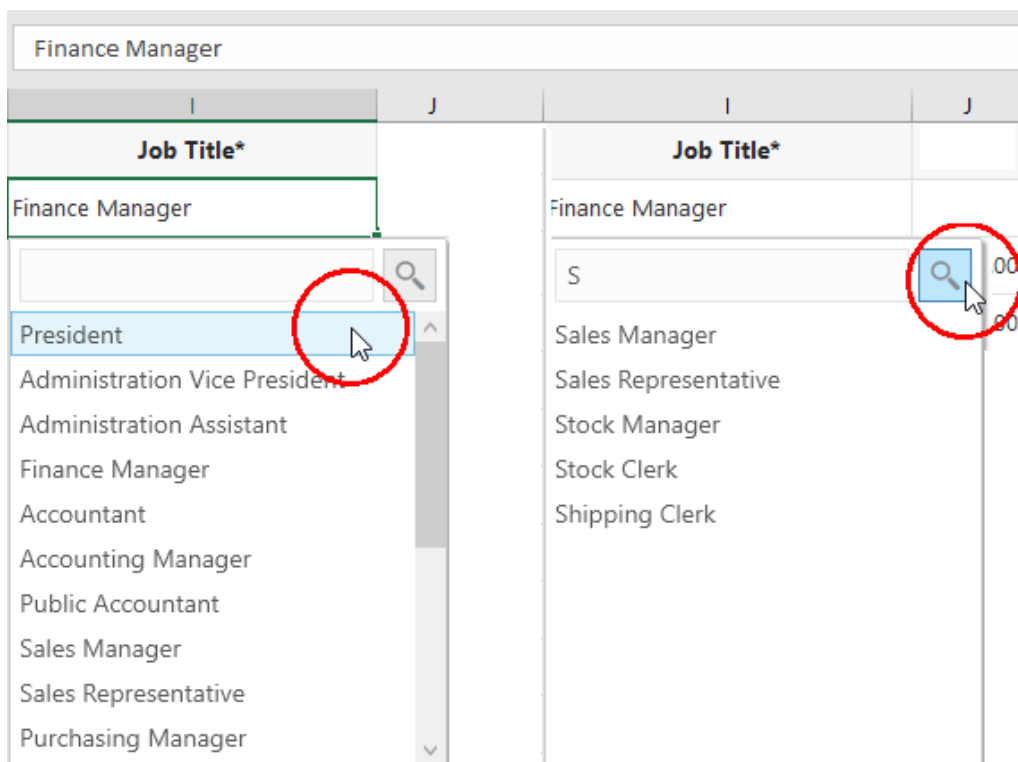 Finance Manager
I J I J
Job Title* Job Title*
Finance Manager Finance Manager
S
President
Administration Vice President
Administration Assistant
Finance Manager
Accountant
Accounting Manager
Public Accountant
Sales Manager
Sales Representative
Purchasing Manager
Sales Manager
Sales Representative
Stock Manager
Stock Clerk
Shipping Clerk